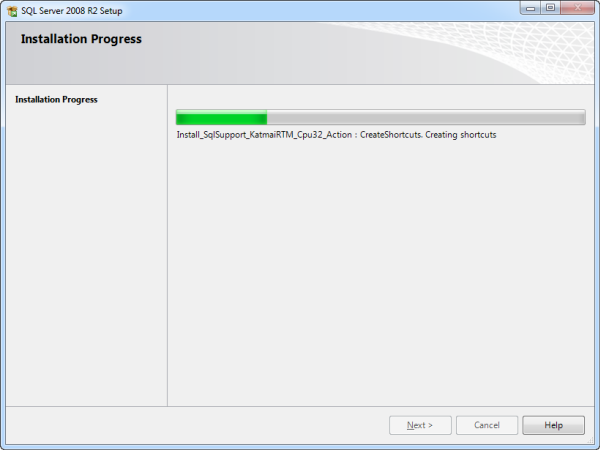 SQL Server 2008 R2 Setup
Installation Progress
Installation Progress
Install_SqlSupport_KatmaiRTM_Cpu32_Action : CreateShortcuts. Creating shortcuts
Next >
Cancel
Help